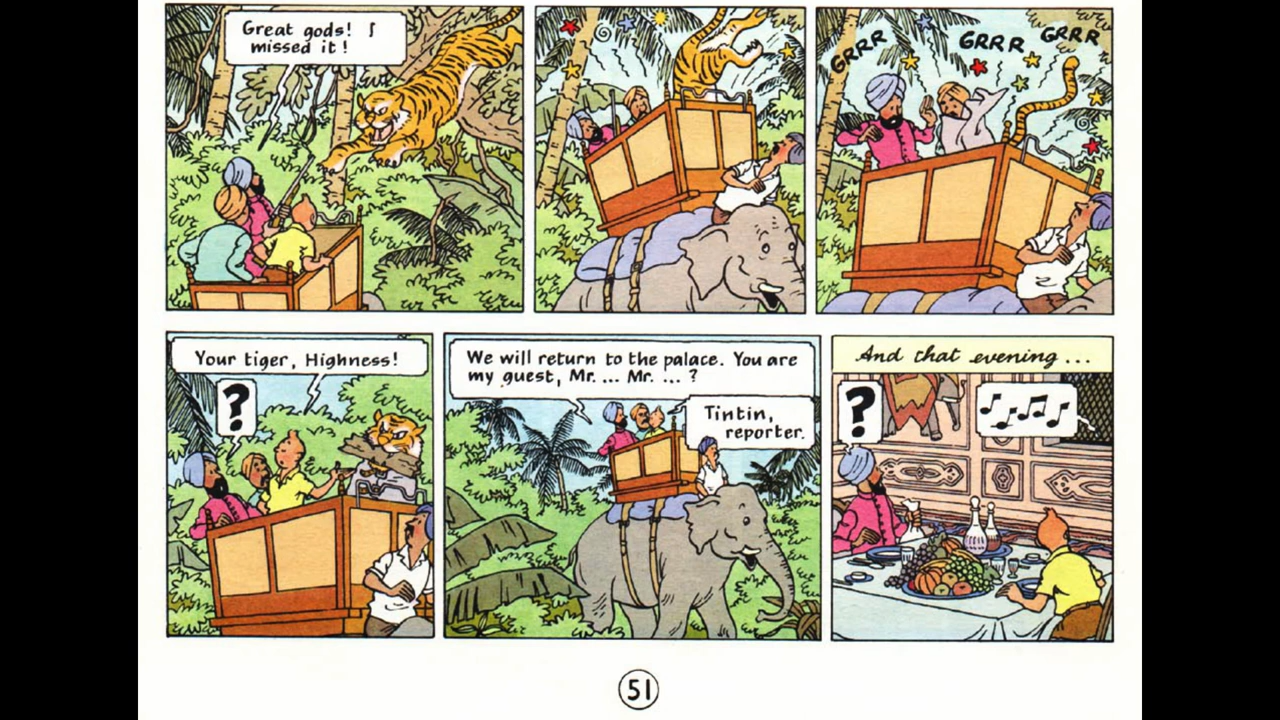 Great gods! I
missed it!
GRRR
GRRR
GRRR
Your tiger, Highness!
?
We will return to the palace. You are
my guest, Mr. ... Mr. ... ?
Tintin,
reporter.
And that evening ...
?
51